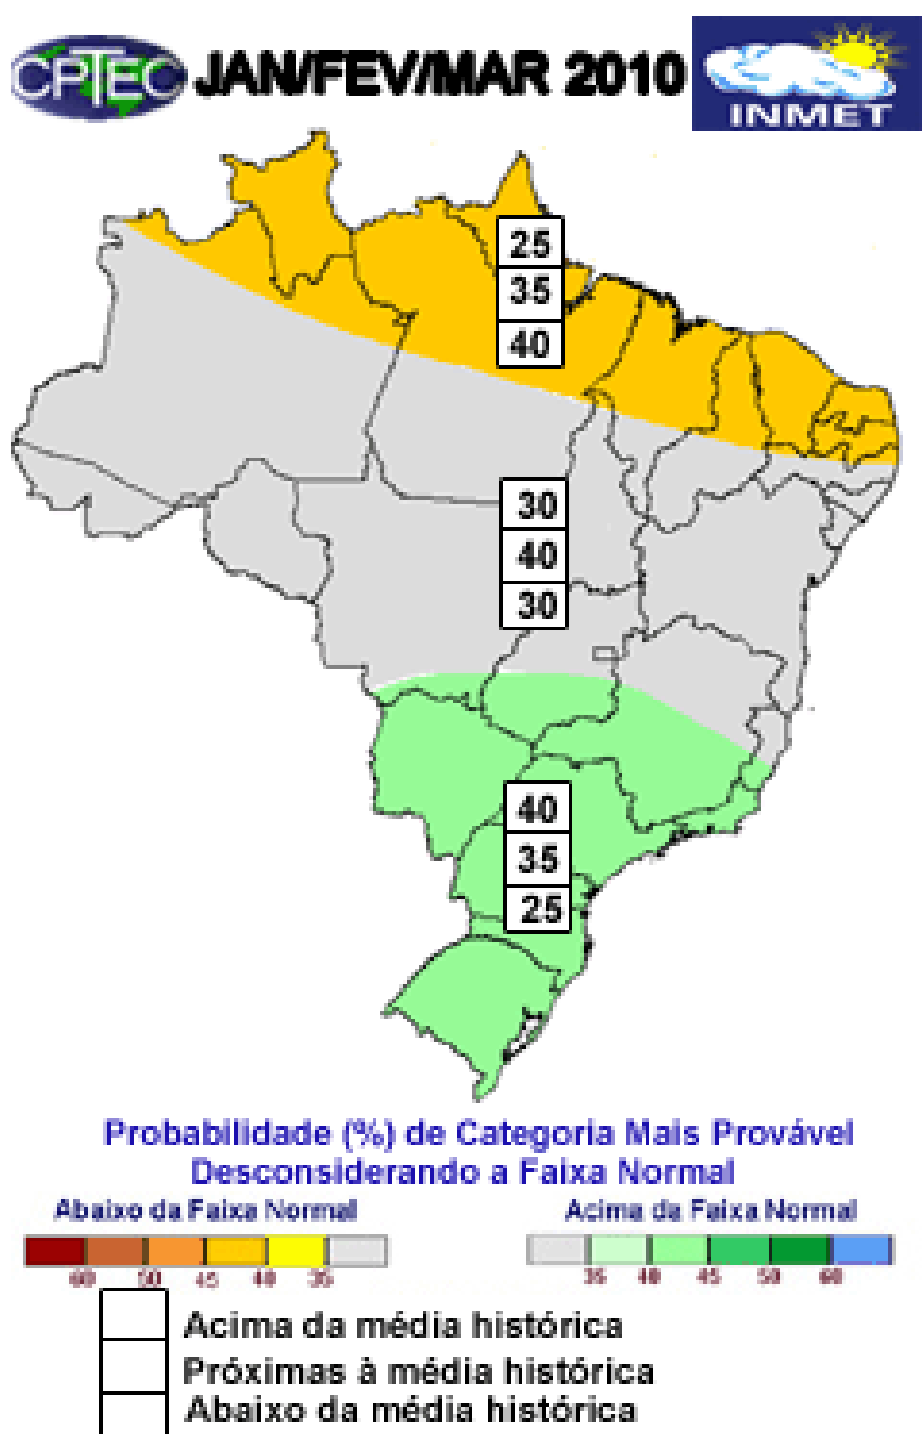 CPTEC JAN/FEV/MAR 2010
INMET
25
35
40
30
40
30
40
35
25
Probabilidade (%) de Categoria Mais Provável
Desconsiderando a Faixa Normal
Abaixo da Faixa Normal Acima da Faixa Normal
60 50 45 40 35 35 40 45 50 60
Acima da média histórica
Próximas à média histórica
Abaixo da média histórica